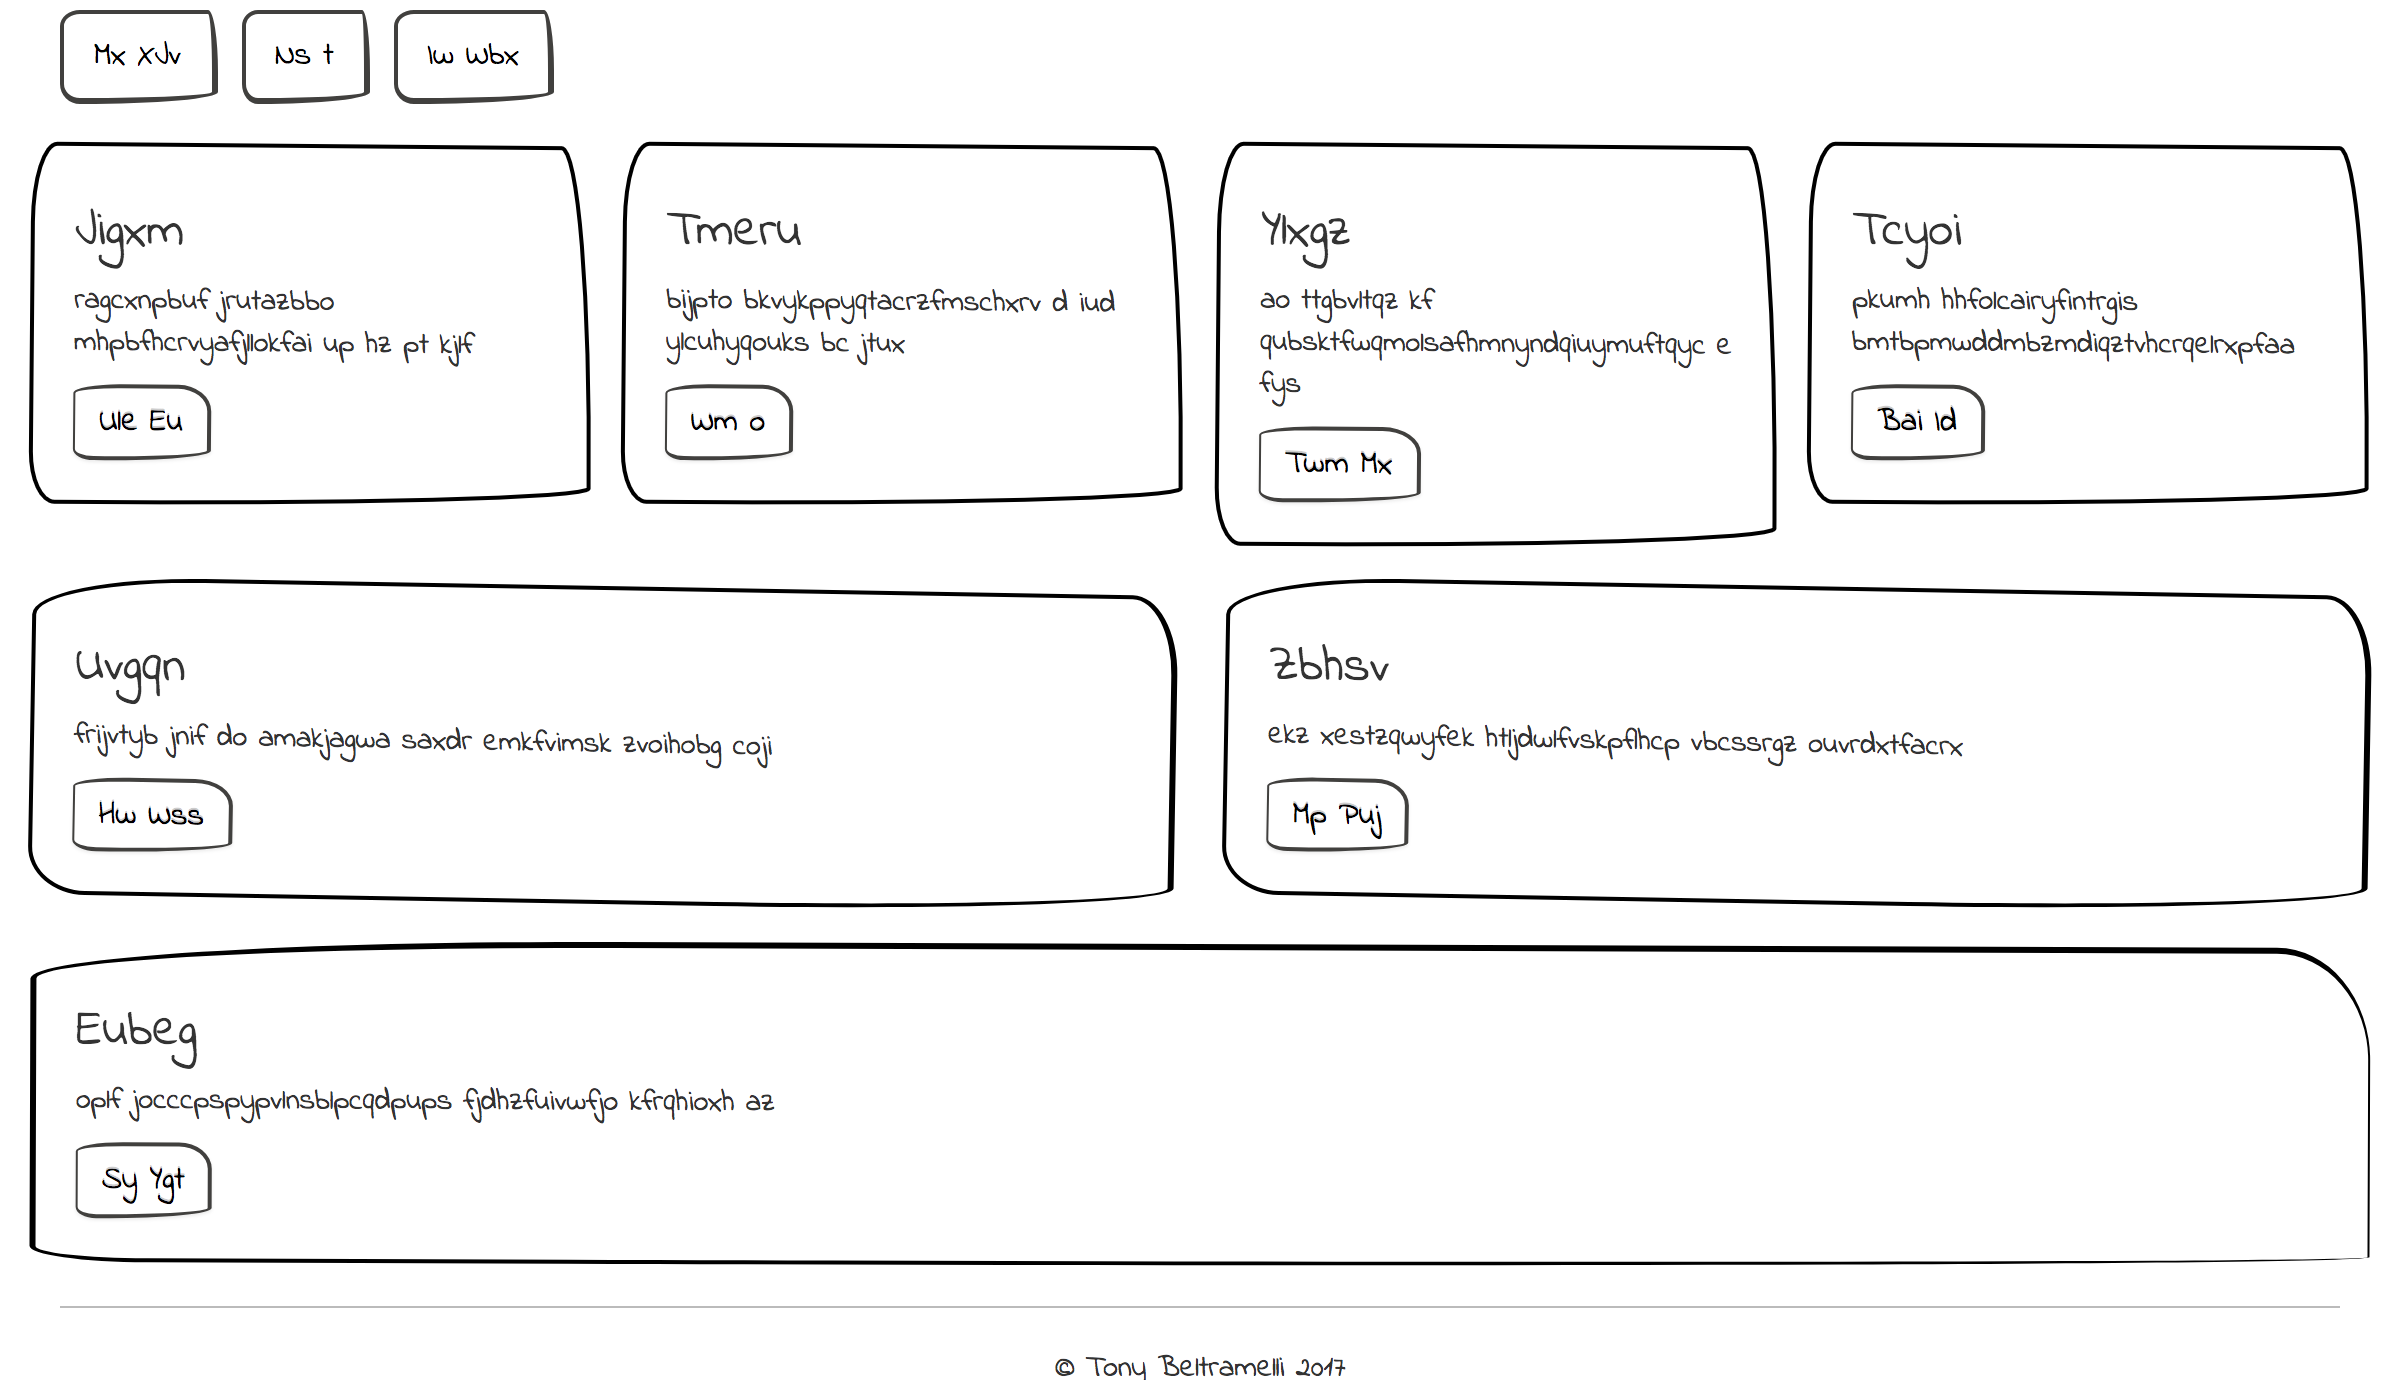 Mx XJv
Ns t
Iw Wbx
Jigxm
ragcxnpbuf jrutazbbo
mhpbfhcrvyafjllokfai up hz pt kjlf
Ule Eu
Tmeru
bijpto bkvykppyqtacrzfmschxrv d iud
ylcuhyqouks bc jtux
Wm o
Ylxgz
ao ttgbvltqz kf
qubsktfwqmolsafhmnyndqiuymuftqyc e
fys
Twm Mx
Tcyoi
pkumh hhfolcairyfintrgis
bmtbpmwddmbzmdiqztvhcrqelrxpfaa
Bai Id
Uvgqn
frijvtyb jnif do amakjagwa saxdr emkfvimsk zvoihobg coji
Hw Wss
Zbhsv
ekz xestzqwyfek htljdwlfvskpflhcp vbcssrgz ouvrdxtfacrx
Mp Puj
Eubeg
oplf jocccpspypvlnsblpcqdpups fjdhzfuivwfjo kfrqhioxh az
Sy Ygt
© Tony Beltramelli 2017